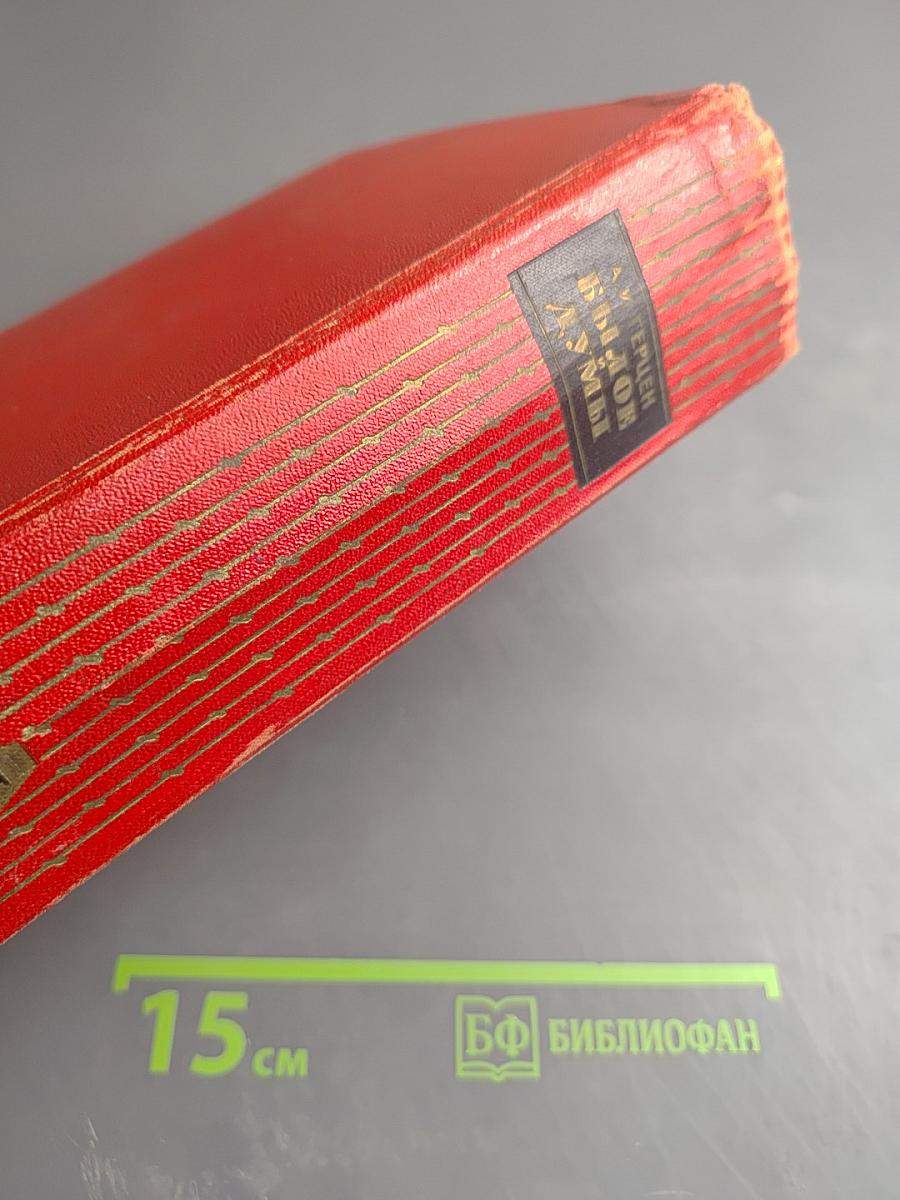 А. И. ГЕРЦЕН
БЫЛОЕ
И
ДУМЫ
15 см
БФ БИБЛИОФАН